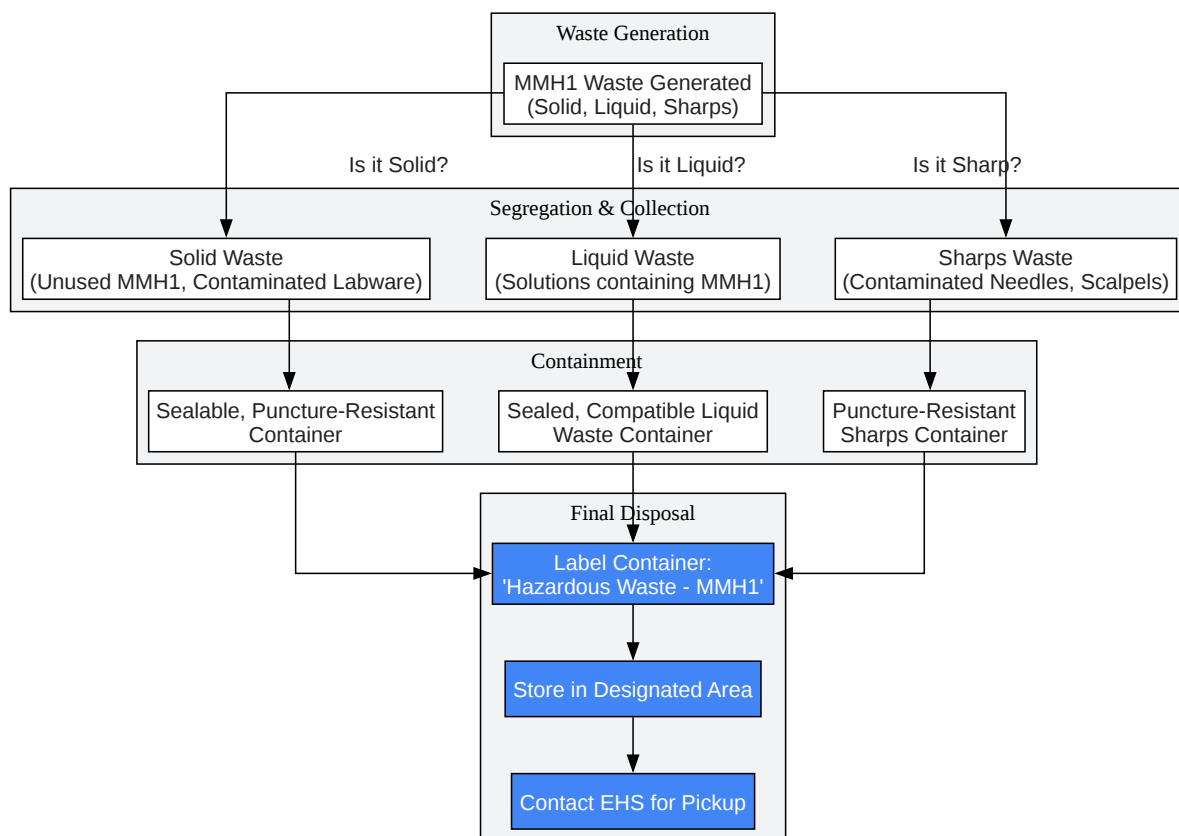 Waste Generation
MMH1 Waste Generated
(Solid, Liquid, Sharps)
Is it Solid?
Is it Liquid?
Is it Sharp?
Segregation & Collection
Solid Waste
(Unused MMH1, Contaminated Labware)
Liquid Waste
(Solutions containing MMH1)
Sharps Waste
(Contaminated Needles, Scalpels)
Containment
Sealable, Puncture-Resistant
Container
Sealed, Compatible Liquid
Waste Container
Puncture-Resistant
Sharps Container
Final Disposal
Label Container:
'Hazardous Waste - MMH1'
Store in Designated Area
Contact EHS for Pickup